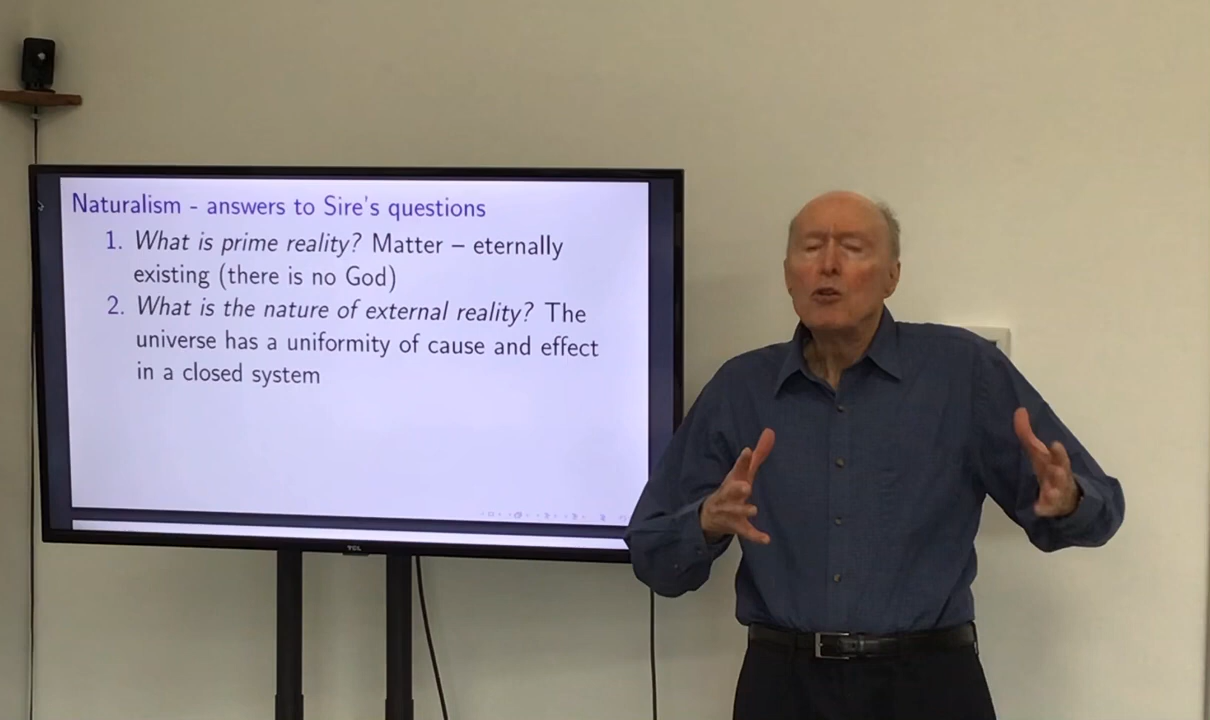 Naturalism - answers to Sire's questions
1. What is prime reality? Matter – eternally
existing (there is no God)
2. What is the nature of external reality? The
universe has a uniformity of cause and effect
in a closed system
TCL